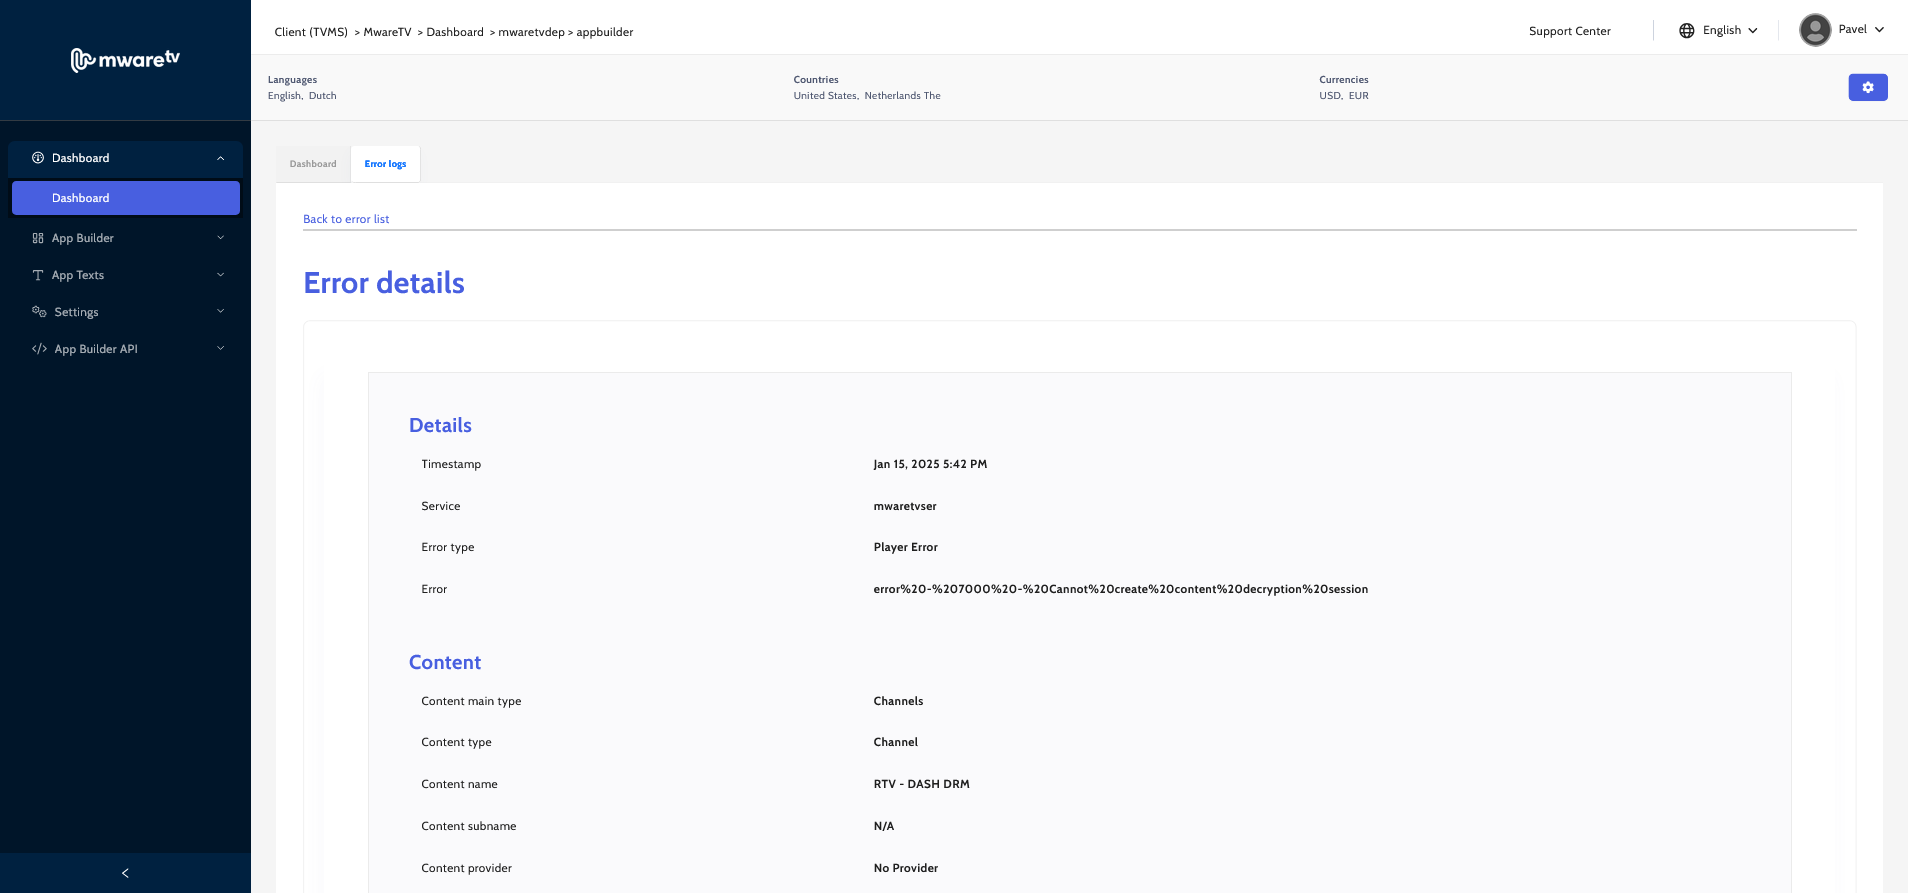 mwaretv
Client (TVMS) > MwareTV > Dashboard > mwaretvdep > appbuilder
Support Center
English
Pavel
Languages
English, Dutch
Countries
United States, Netherlands The
Currencies
USD, EUR
Dashboard
Dashboard
App Builder
App Texts
Settings
App Builder API
Dashboard
Error logs
Back to error list
Error details
Details
Timestamp Jan 15, 2025 5:42 PM
Service mwaretvser
Error type Player Error
Error error%20-%207000%20-%20Cannot%20create%20content%20decryption%20session
Content
Content main type Channels
Content type Channel
Content name RTV - DASH DRM
Content subname N/A
Content provider No Provider